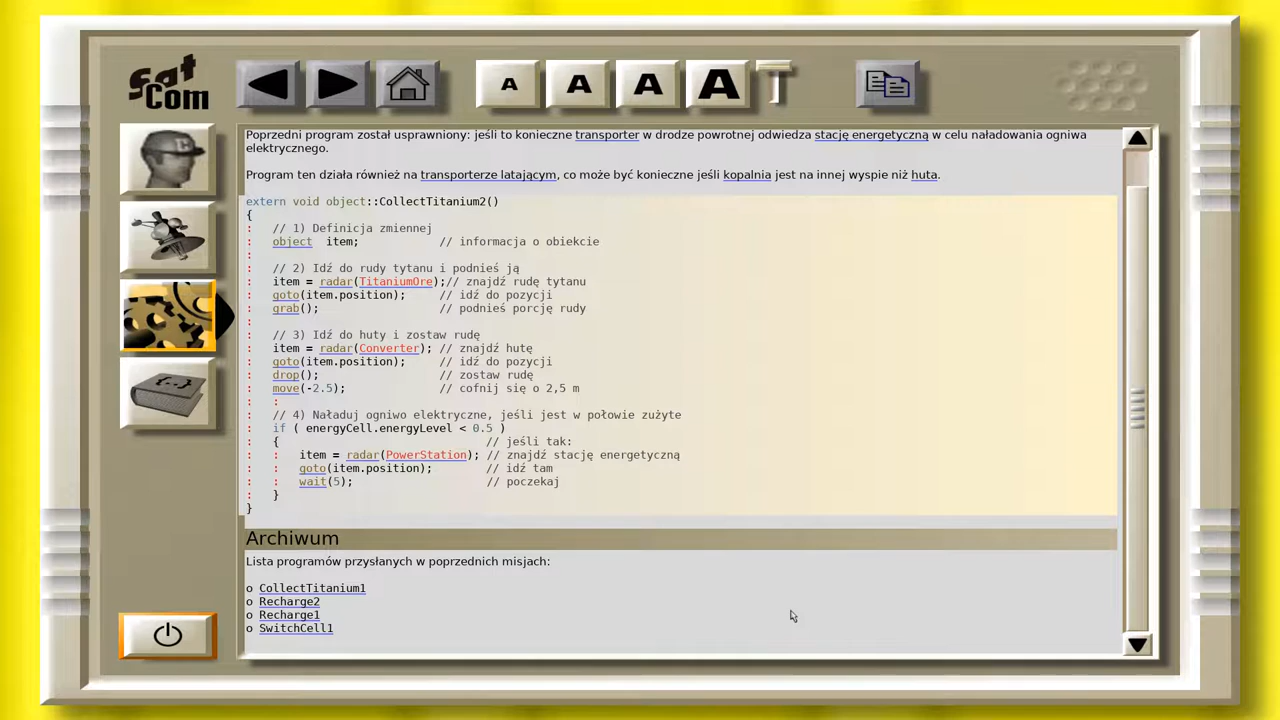 Sat
Com
A A A A T
Poprzedni program został usprawniony: jeśli to konieczne transporter w drodze powrotnej odwiedza stację energetyczną w celu naładowania ogniwa
elektrycznego.
Program ten działa również na transporterze latającym, co może być konieczne jeśli kopalnia jest na innej wyspie niż huta.
extern void object::CollectTitanium2()
{
:   // 1) Definicja zmiennej
:   object  item;            // informacja o obiekcie
:
:   // 2) Idź do rudy tytanu i podnieś ją
:   item = radar(TitaniumOre);// znajdź rudę tytanu
:   goto(item.position);     // idź do pozycji
:   grab();                  // podnieś porcję rudy
:
:   // 3) Idź do huty i zostaw rudę
:   item = radar(Converter); // znajdź hutę
:   goto(item.position);     // idź do pozycji
:   drop();                  // zostaw rudę
:   move(-2.5);              // cofnij się o 2,5 m
:   :
:   // 4) Naładuj ogniwo elektryczne, jeśli jest w połowie zużyte
:   if ( energyCell.energyLevel < 0.5 )
:   {                               // jeśli tak:
:   :   item = radar(PowerStation); // znajdź stację energetyczną
:   :   goto(item.position);        // idź tam
:   :   wait(5);                    // poczekaj
:   }
}
Archiwum
Lista programów przysłanych w poprzednich misjach:
o CollectTitanium1
o Recharge2
o Recharge1
o SwitchCell1